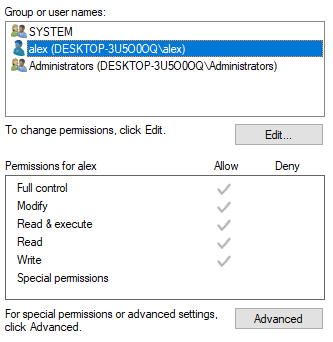 Group or user names:
SYSTEM
alex (DESKTOP-3U5O0OQ\alex)
Administrators (DESKTOP-3U5O0OQ\Administrators)
To change permissions, click Edit.
Edit...
Permissions for alex Allow Deny
Full control
Modify
Read & execute
Read
Write
Special permissions
For special permissions or advanced settings,
click Advanced.
Advanced